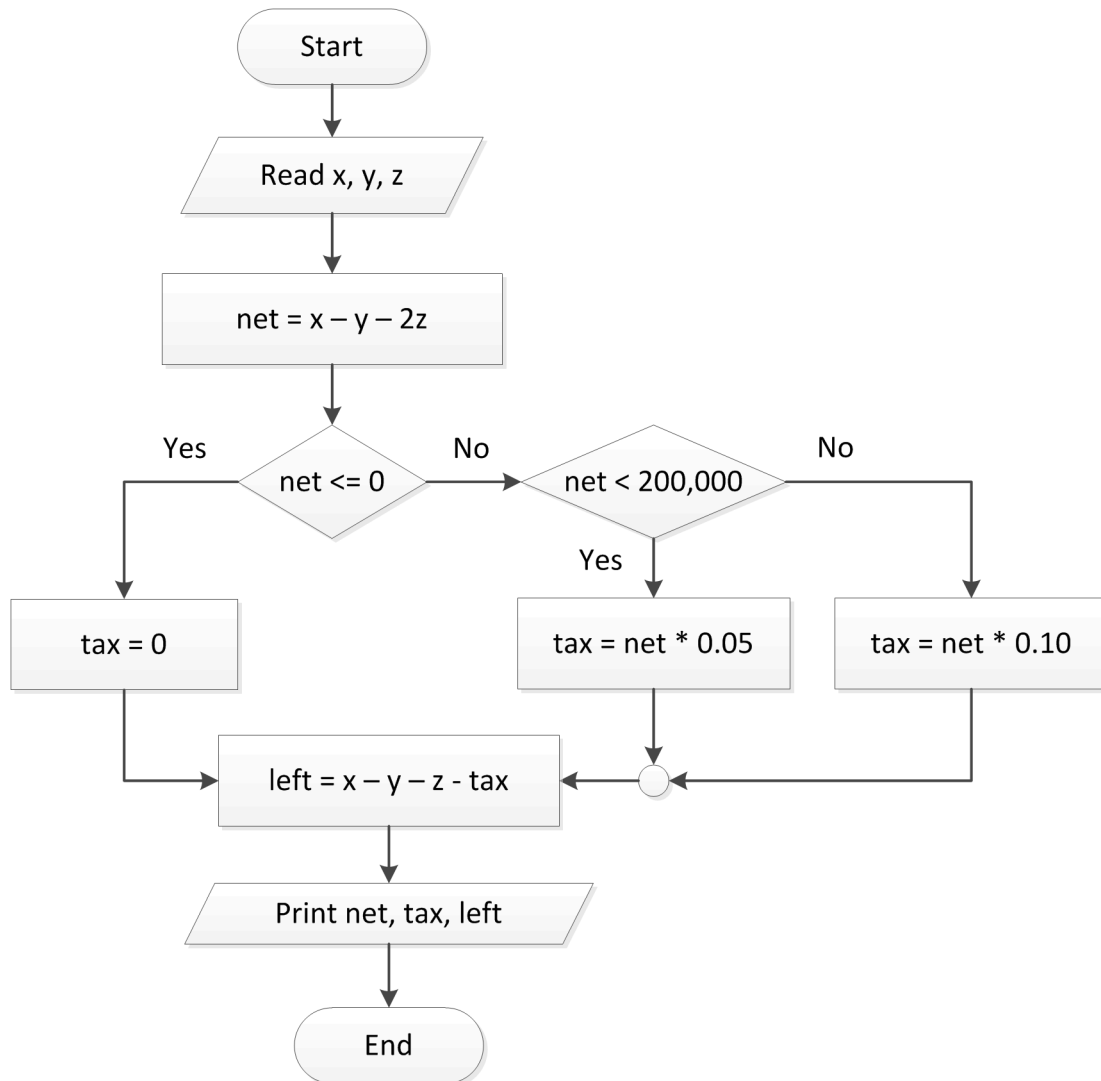 Start
Read x, y, z
net = x – y – 2z
Yes
net <= 0
No
net < 200,000
No
Yes
tax = 0
tax = net * 0.05
tax = net * 0.10
left = x – y – z - tax
Print net, tax, left
End